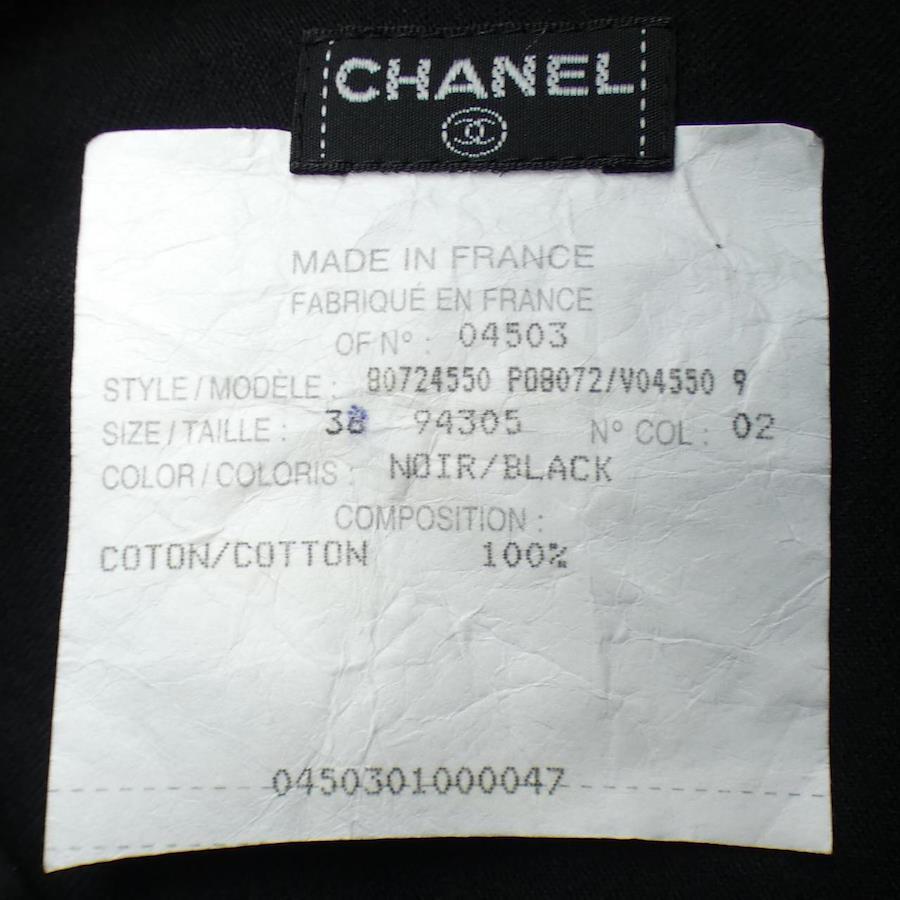 CHANEL
MADE IN FRANCE
FABRIQUÉ EN FRANCE
OF N° : 04503
STYLE / MODÈLE : 80724550 P08072/V04550 9
SIZE / TAILLE : 38 94305 N° COL : 02
COLOR / COLORIS : NOIR/BLACK
COMPOSITION :
COTON/COTTON 100%
0450301000047